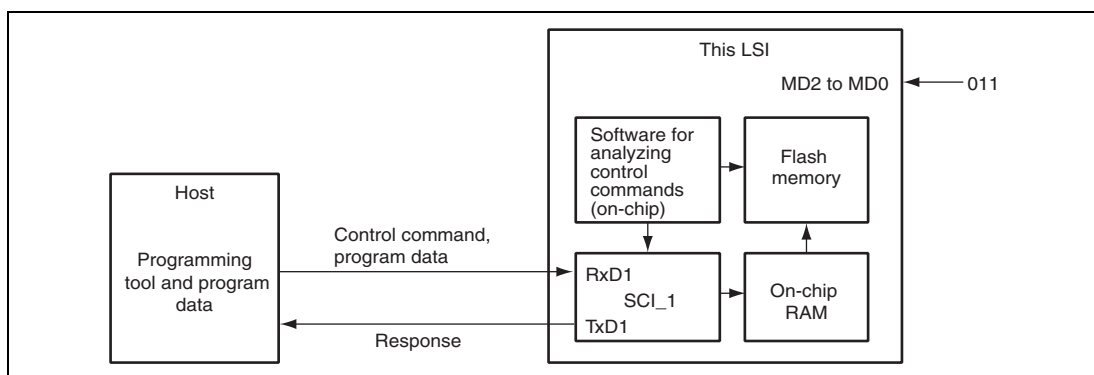 This LSI
MD2 to MD0
011
Software for
analyzing
control
commands
(on-chip)
Flash
memory
Host
Programming
tool and program
data
Control command,
program data
Response
RxD1
SCI_1
TxD1
On-chip
RAM